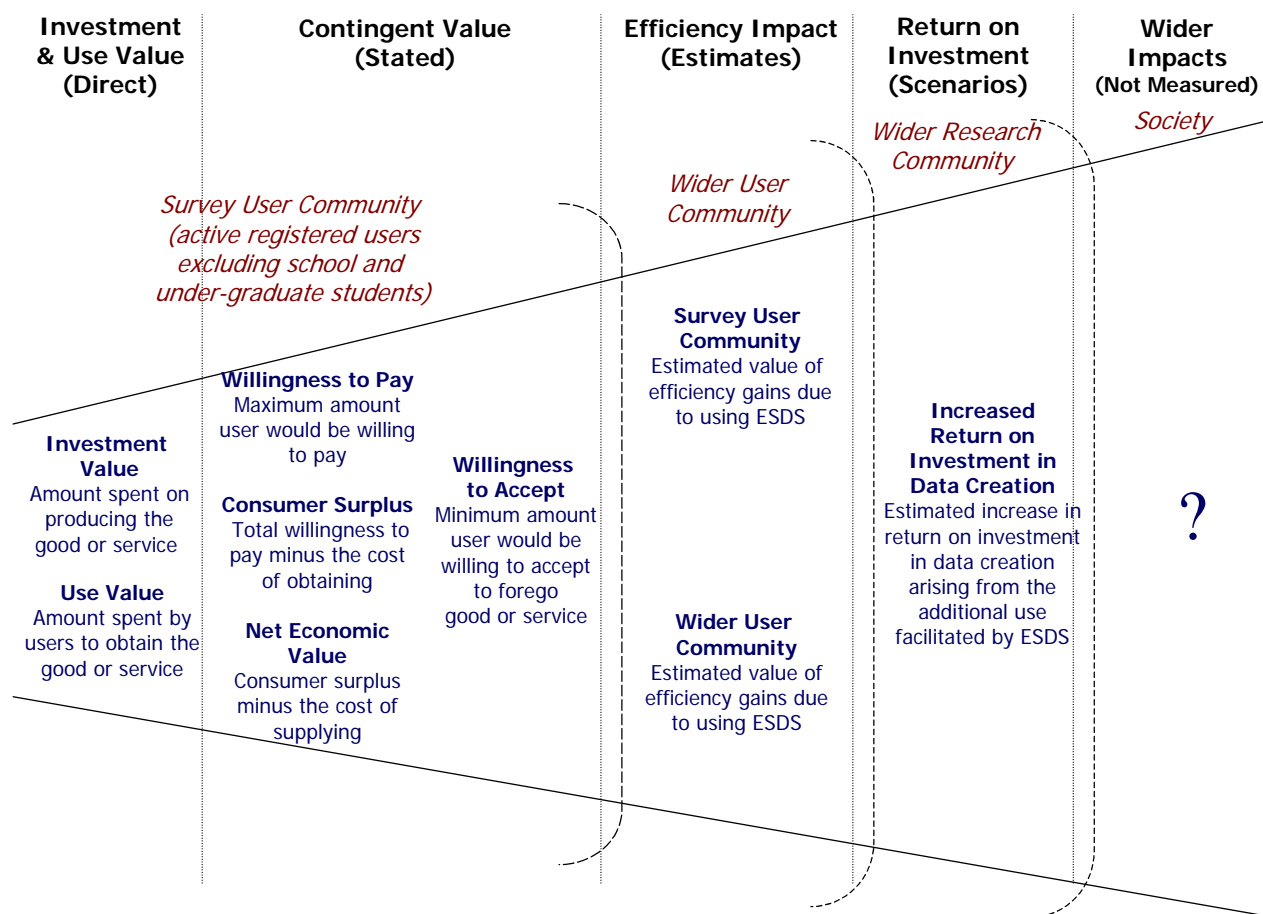 Investment
& Use Value
(Direct)
Contingent Value
(Stated)
Efficiency Impact
(Estimates)
Return on
Investment
(Scenarios)
Wider
Impacts
(Not Measured)
Survey User Community
(active registered users
excluding school and
under-graduate students)
Wider User
Community
Wider Research
Community
Society
Investment
Value
Amount spent on
producing the
good or service
Use Value
Amount spent by
users to obtain the
good or service
Willingness to Pay
Maximum amount
user would be willing
to pay
Consumer Surplus
Total willingness to
pay minus the cost
of obtaining
Net Economic
Value
Consumer surplus
minus the cost of
supplying
Willingness
to Accept
Minimum amount
user would be
willing to accept
to forego
good or service
Survey User
Community
Estimated value of
efficiency gains due
to using ESDS
Wider User
Community
Estimated value of
efficiency gains due
to using ESDS
Increased
Return on
Investment in
Data Creation
Estimated increase in
return on investment
in data creation
arising from the
additional use
facilitated by ESDS
?